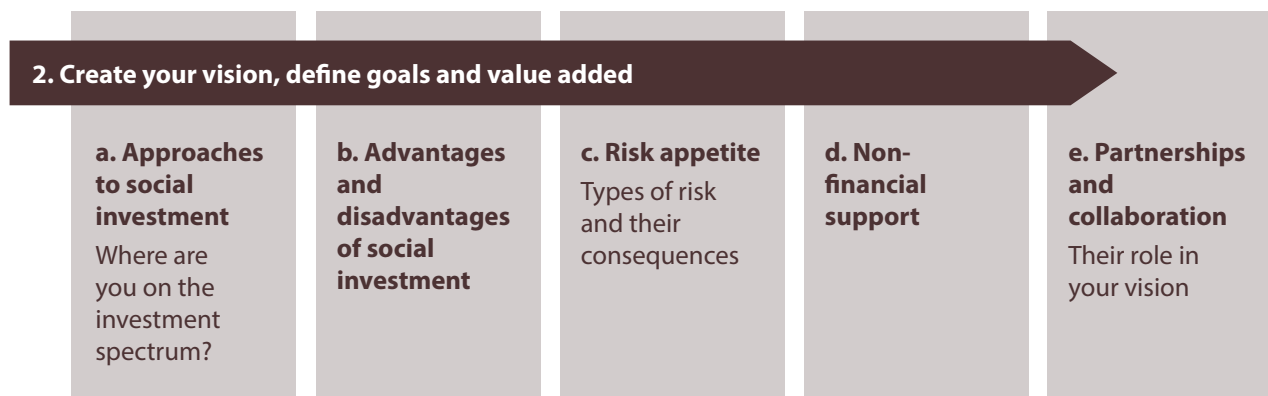 2. Create your vision, define goals and value added
a. Approaches
to social
investment
Where are
you on the
investment
spectrum?
b. Advantages
and
disadvantages
of social
investment
c. Risk appetite
Types of risk
and their
consequences
d. Non-
financial
support
e. Partnerships
and
collaboration
Their role in
your vision